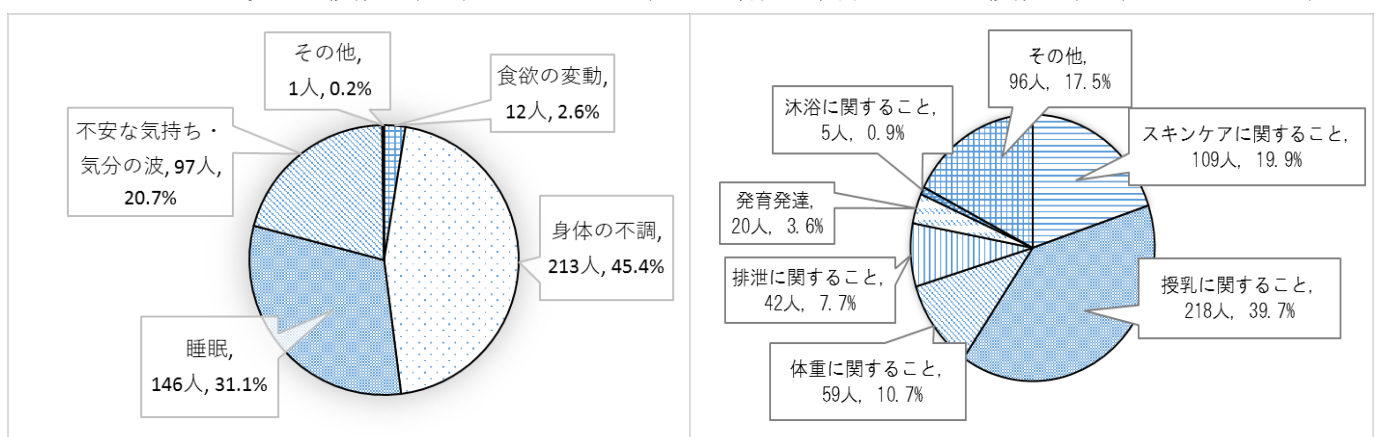 その他,
1人, 0.2%
食欲の変動,
12人, 2.6%
不安な気持ち・
気分の波, 97人,
20.7%
身体の不調,
213人, 45.4%
睡眠,
146人, 31.1%
その他,
96人, 17.5%
沐浴に関すること,
5人, 0.9%
スキンケアに関すること,
109人, 19.9%
発育発達,
20人, 3.6%
排泄に関すること,
42人, 7.7%
授乳に関すること,
218人, 39.7%
体重に関すること,
59人, 10.7%